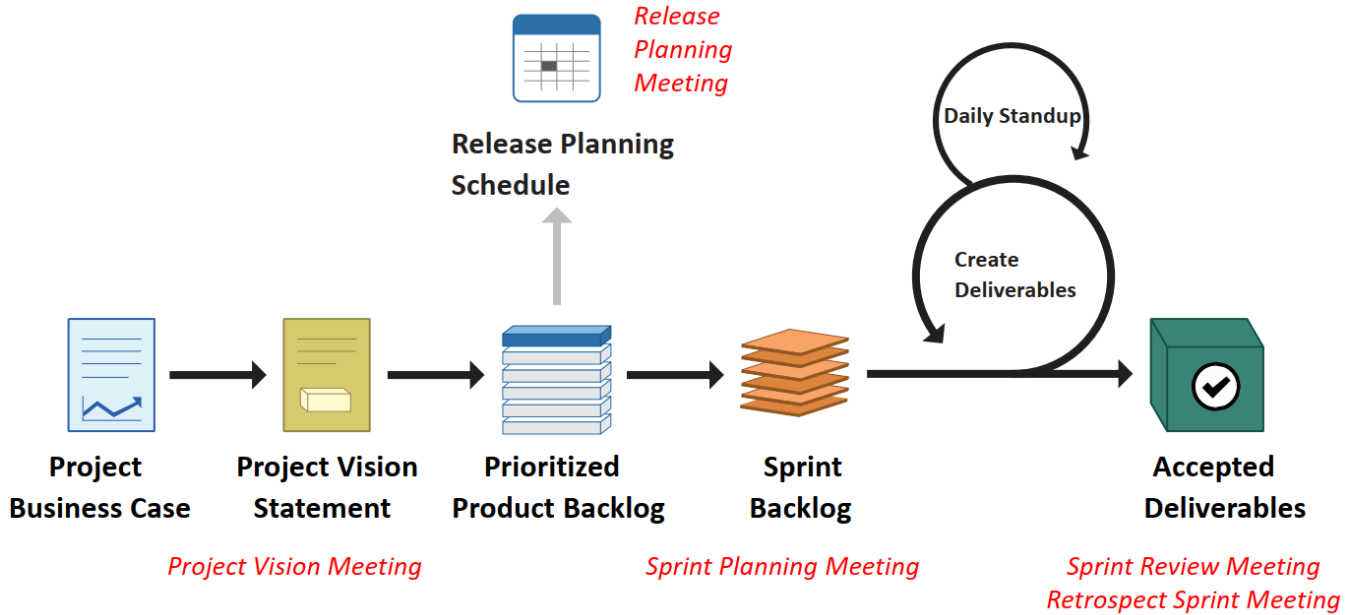 Release
Planning
Meeting
Release Planning
Schedule
Daily Standup
Create
Deliverables
Project
Business Case
Project Vision
Statement
Prioritized
Product Backlog
Sprint
Backlog
Accepted
Deliverables
Project Vision Meeting
Sprint Planning Meeting
Sprint Review Meeting
Retrospect Sprint Meeting